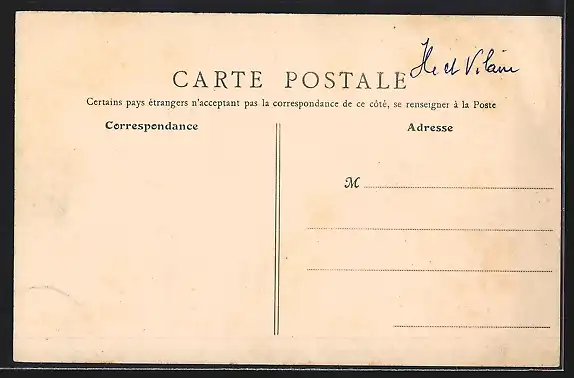 Ile et Vilaine
CARTE POSTALE
Certains pays étrangers n'acceptant pas la correspondance de ce côté, se renseigner à la Poste
Correspondance
Adresse
M